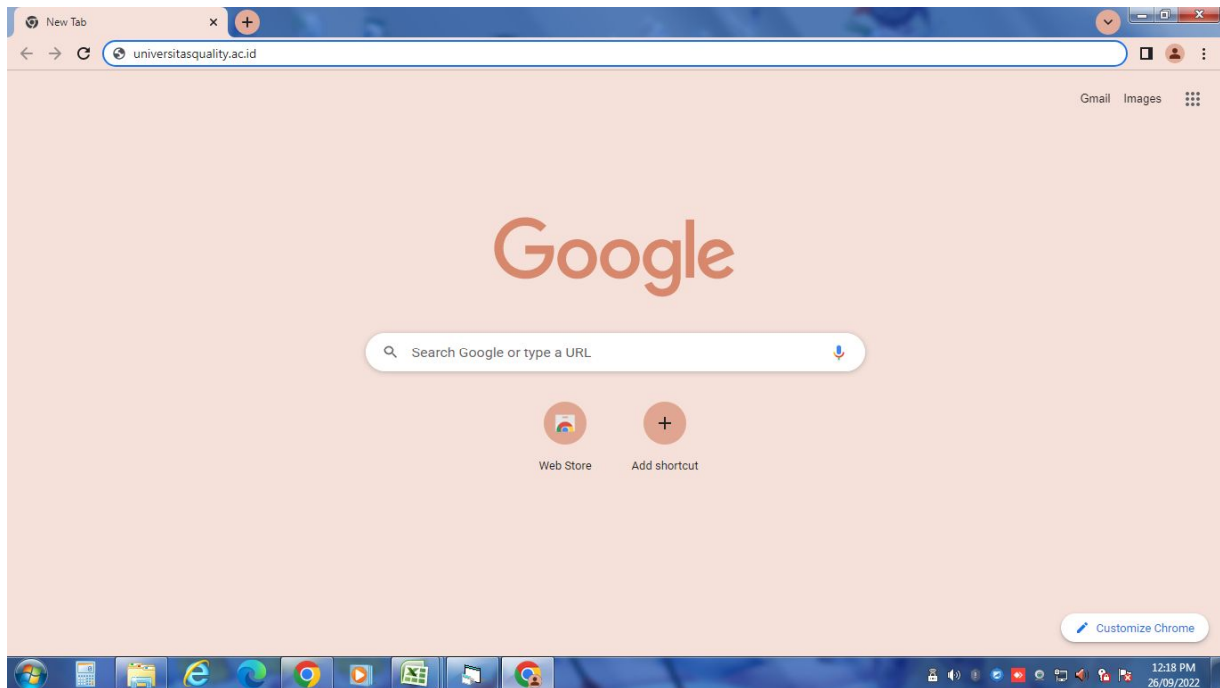 New Tab
universitasquality.ac.id
Gmail Images
Google
Search Google or type a URL
Web Store Add shortcut
Customize Chrome
12:18 PM
26/09/2022